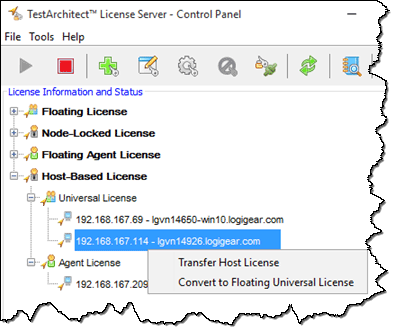 TestArchitect™ License Server - Control Panel
File Tools Help
License Information and Status
Floating License
Node-Locked License
Floating Agent License
Host-Based License
Universal License
192.168.167.69 - lgvn14650-win10.logigear.com
192.168.167.114 - lgvn14926.logigear.com
Transfer Host License
Agent License
Convert to Floating Universal License
192.168.167.209